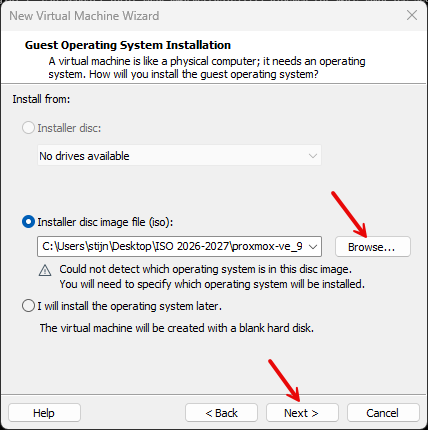 New Virtual Machine Wizard
Guest Operating System Installation
A virtual machine is like a physical computer; it needs an operating
system. How will you install the guest operating system?
Install from:
Installer disc:
No drives available
Installer disc image file (iso):
C:\Users\stijn\Desktop\ISO 2026-2027\proxmox-ve_9
Browse...
Could not detect which operating system is in this disc image.
You will need to specify which operating system will be installed.
I will install the operating system later.
The virtual machine will be created with a blank hard disk.
Help
< Back
Next >
Cancel